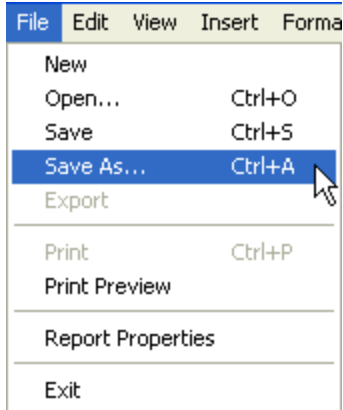 File Edit View Insert Forma
New
Open... Ctrl+O
Save Ctrl+S
Save As... Ctrl+A
Export
Print Ctrl+P
Print Preview
Report Properties
Exit